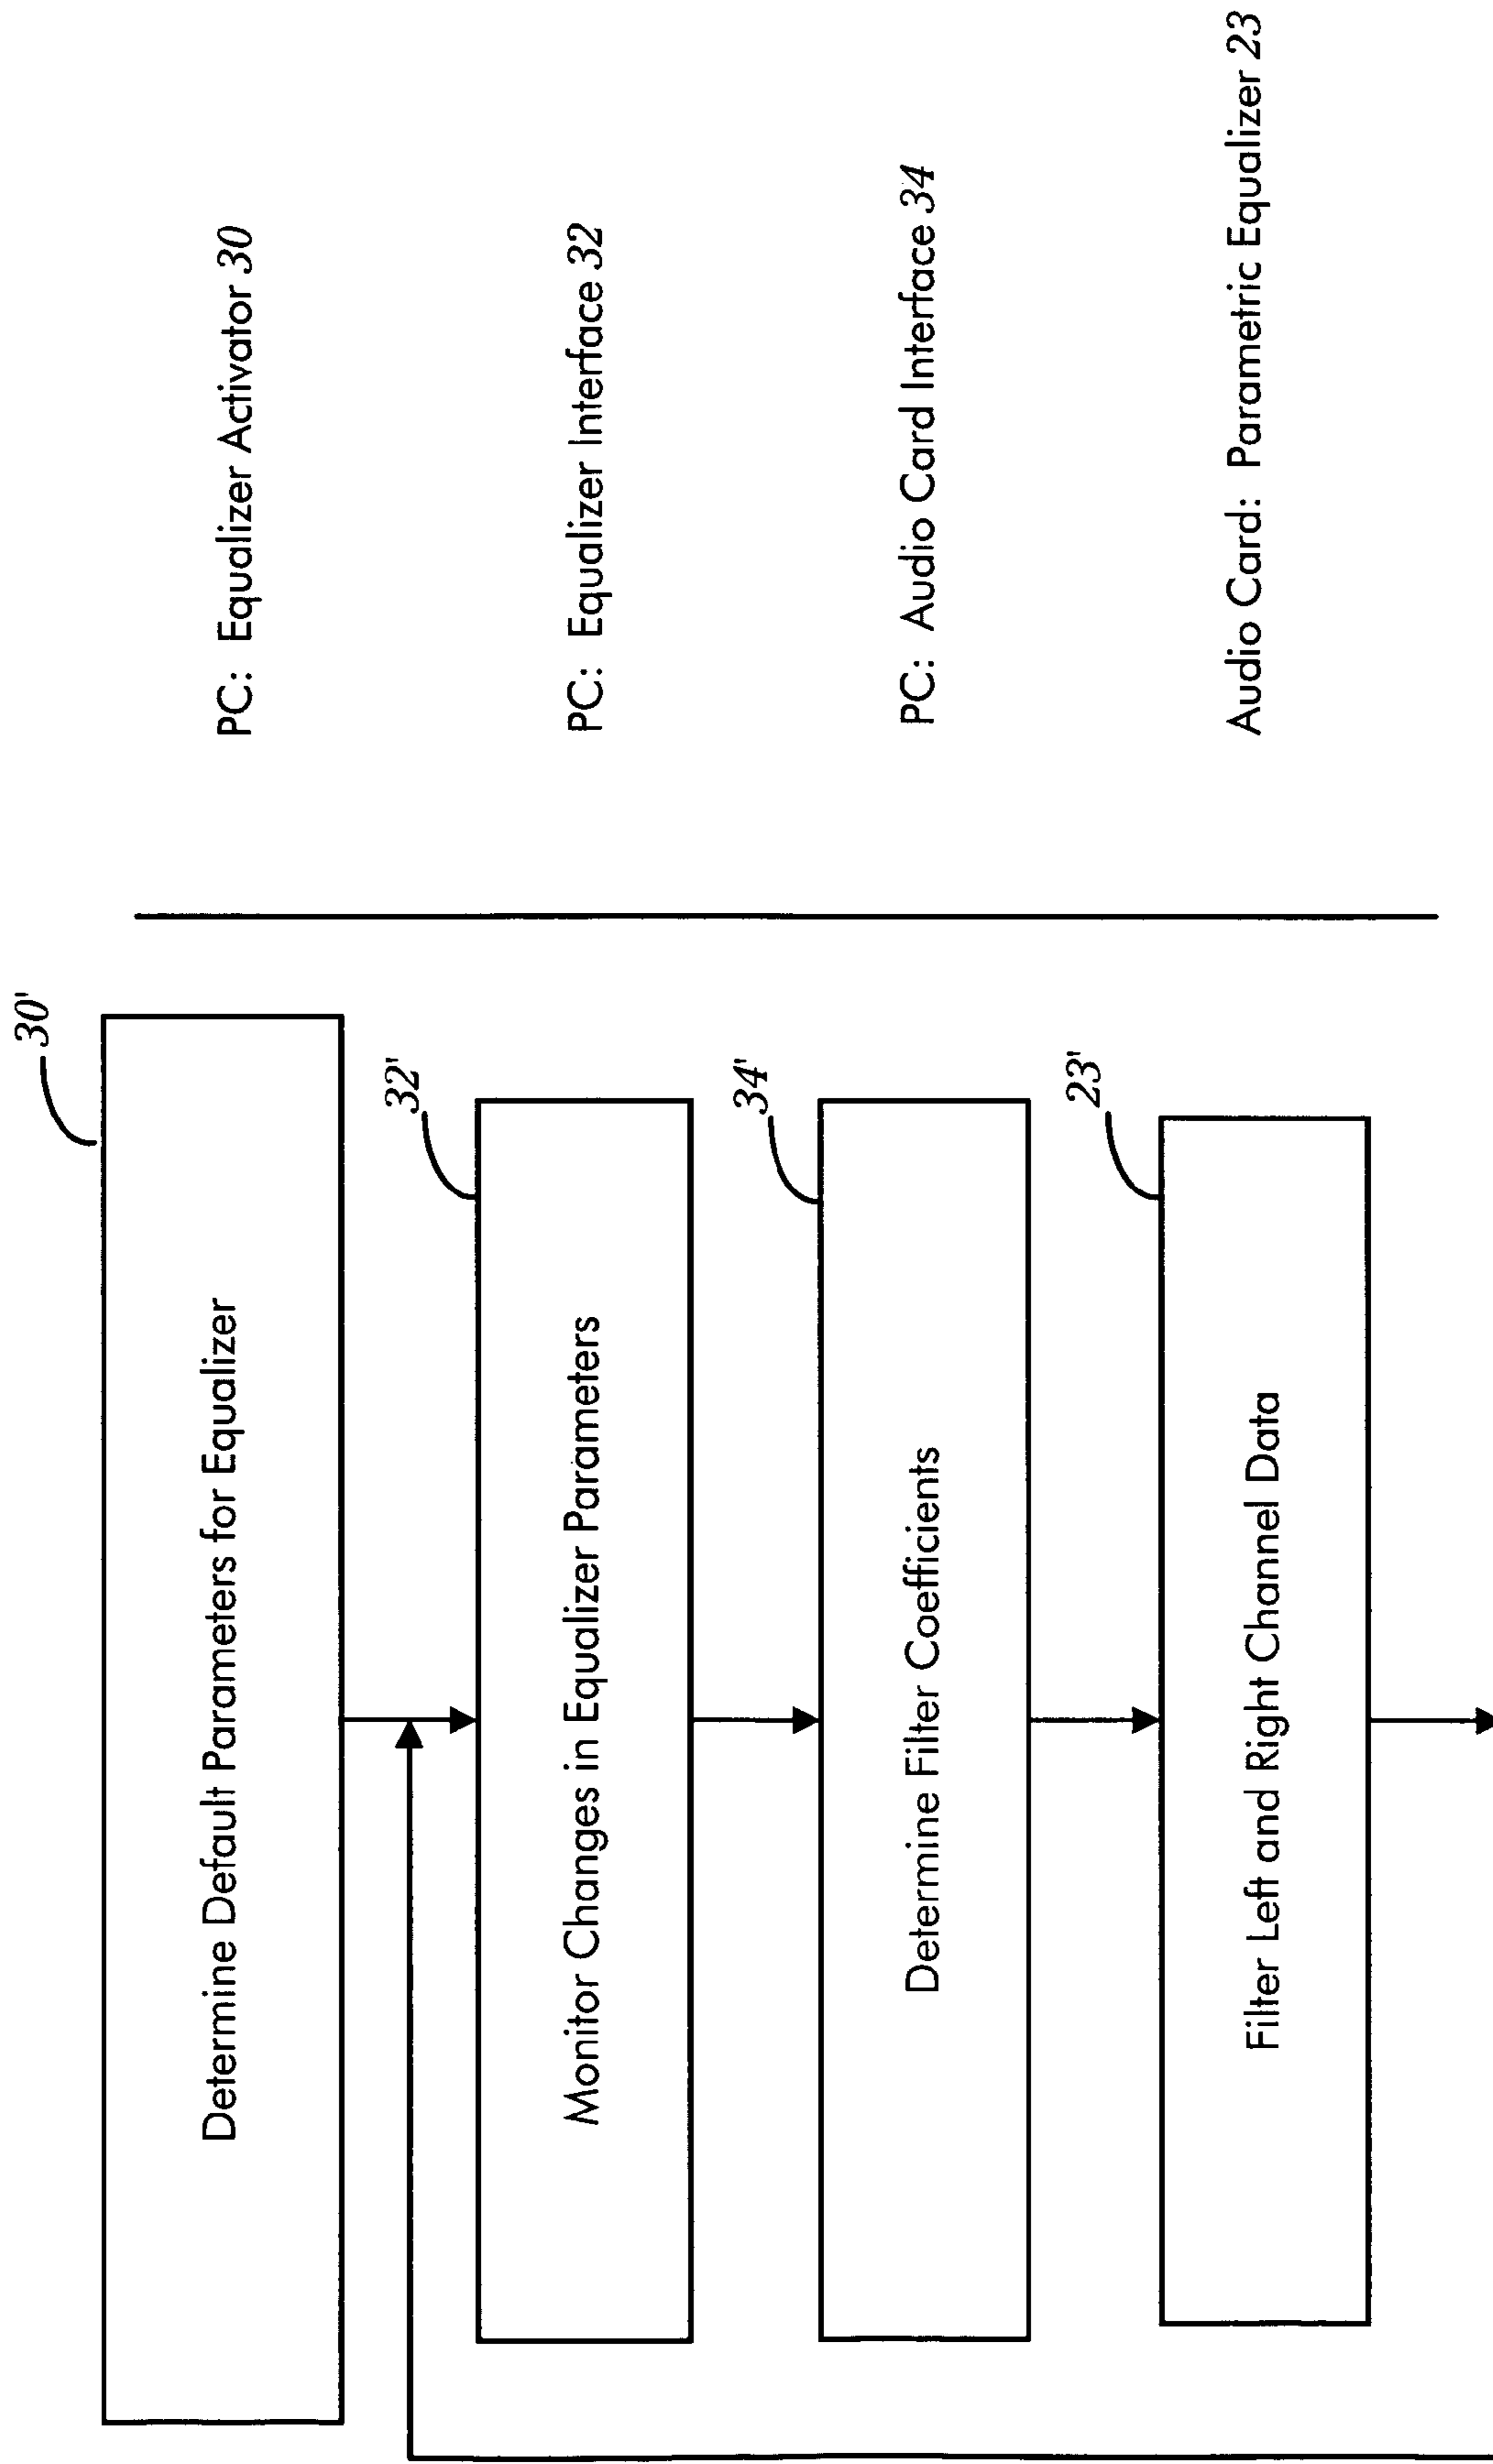 30'
Determine Default Parameters for Equalizer
PC: Equalizer Activator 30
32'
Monitor Changes in Equalizer Parameters
PC: Equalizer Interface 32
34'
Determine Filter Coefficients
PC: Audio Card Interface 34
23'
Filter Left and Right Channel Data
Audio Card: Parametric Equalizer 23